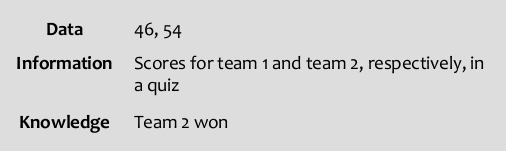 Data 46, 54
Information Scores for team 1 and team 2, respectively, in
a quiz
Knowledge Team 2 won